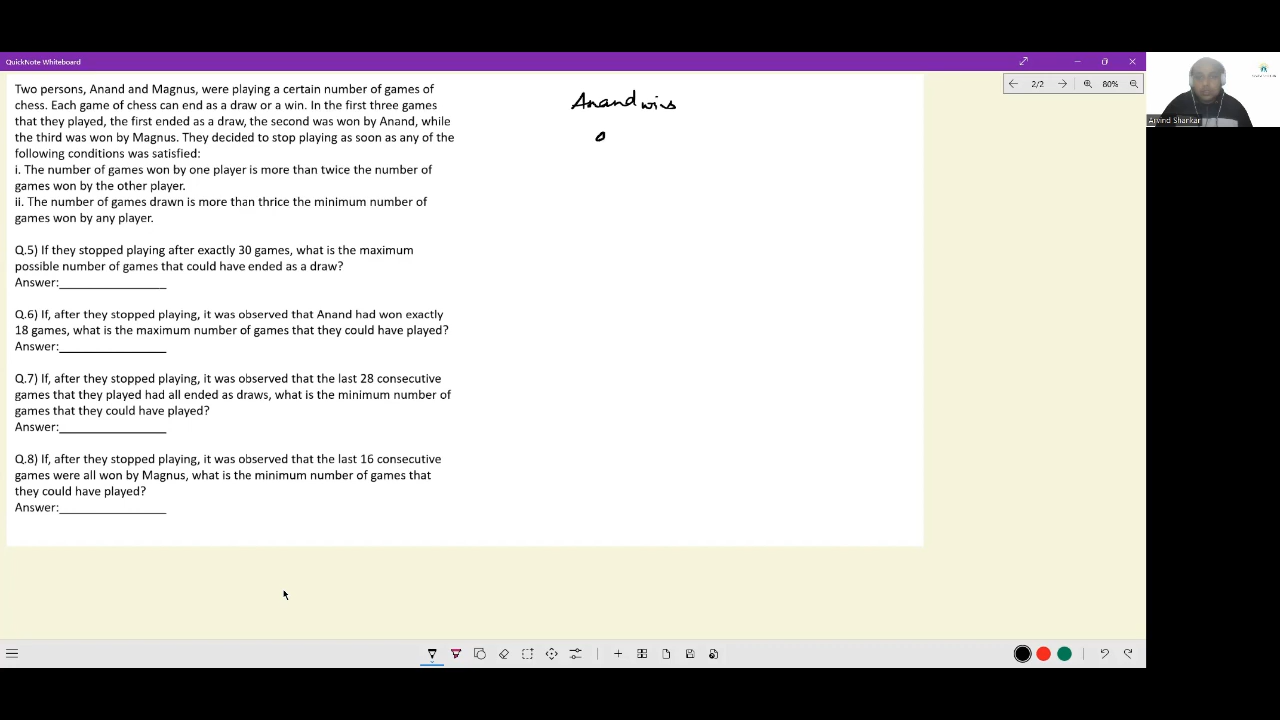 QuickNote Whiteboard
2/2
80%
Two persons, Anand and Magnus, were playing a certain number of games of
chess. Each game of chess can end as a draw or a win. In the first three games
that they played, the first ended as a draw, the second was won by Anand, while
the third was won by Magnus. They decided to stop playing as soon as any of the
following conditions was satisfied:
i. The number of games won by one player is more than twice the number of
games won by the other player.
ii. The number of games drawn is more than thrice the minimum number of
games won by any player.
Q.5) If they stopped playing after exactly 30 games, what is the maximum
possible number of games that could have ended as a draw?
Answer:__________________
Q.6) If, after they stopped playing, it was observed that Anand had won exactly
18 games, what is the maximum number of games that they could have played?
Answer:__________________
Q.7) If, after they stopped playing, it was observed that the last 28 consecutive
games that they played had all ended as draws, what is the minimum number of
games that they could have played?
Answer:__________________
Q.8) If, after they stopped playing, it was observed that the last 16 consecutive
games were all won by Magnus, what is the minimum number of games that
they could have played?
Answer:__________________
Anand wins
0
Arvind Shankar